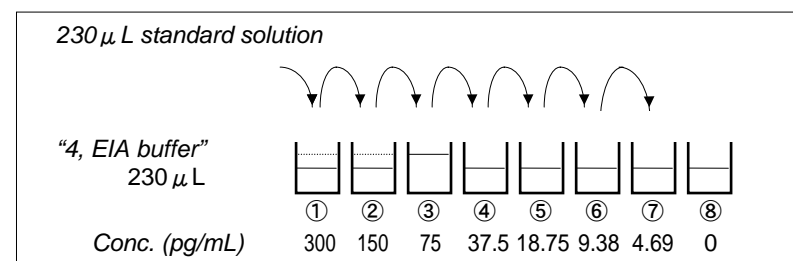 230 μ L standard solution
“4, EIA buffer”
230 μ L
① ② ③ ④ ⑤ ⑥ ⑦ ⑧
Conc. (pg/mL) 300 150 75 37.5 18.75 9.38 4.69 0